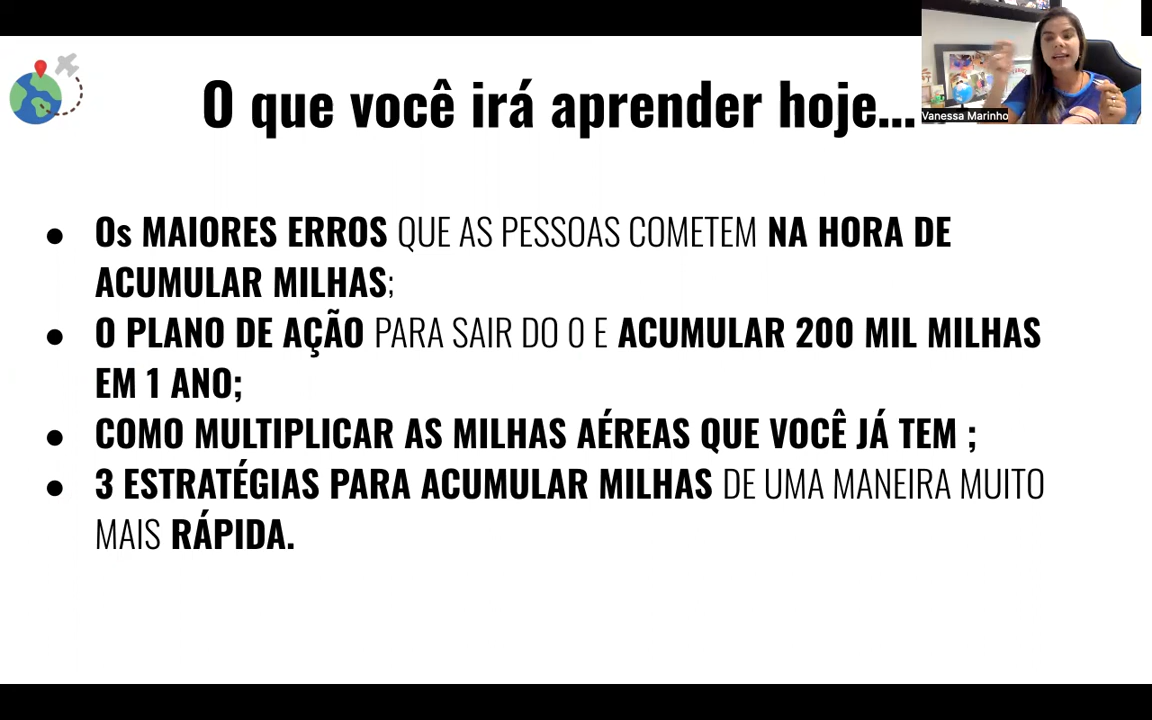 O que você irá aprender hoje...
Vanessa Marinho
● Os MAIORES ERROS QUE AS PESSOAS COMETEM NA HORA DE
ACUMULAR MILHAS;
● O PLANO DE AÇÃO PARA SAIR DO 0 E ACUMULAR 200 MIL MILHAS
EM 1 ANO;
● COMO MULTIPLICAR AS MILHAS AÉREAS QUE VOCÊ JÁ TEM ;
● 3 ESTRATÉGIAS PARA ACUMULAR MILHAS DE UMA MANEIRA MUITO
MAIS RÁPIDA.